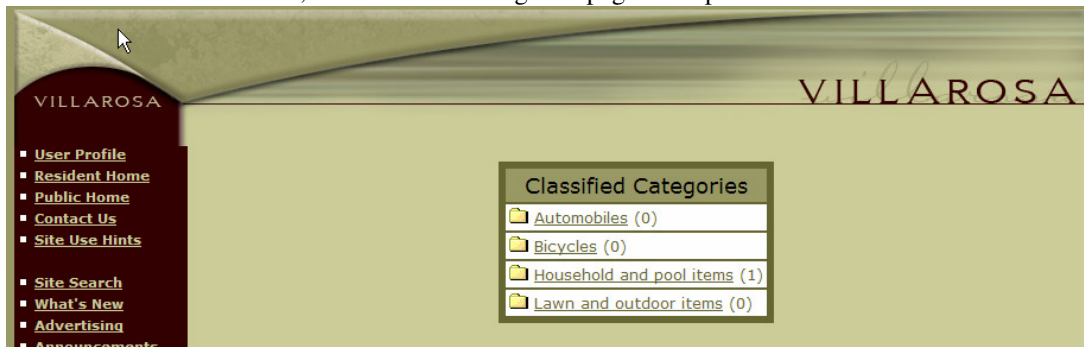 VILLAROSA
VILLAROSA
User Profile
Resident Home
Public Home
Contact Us
Site Use Hints
Site Search
What's New
Advertising
Announcements
Classified Categories
Automobiles (0)
Bicycles (0)
Household and pool items (1)
Lawn and outdoor items (0)